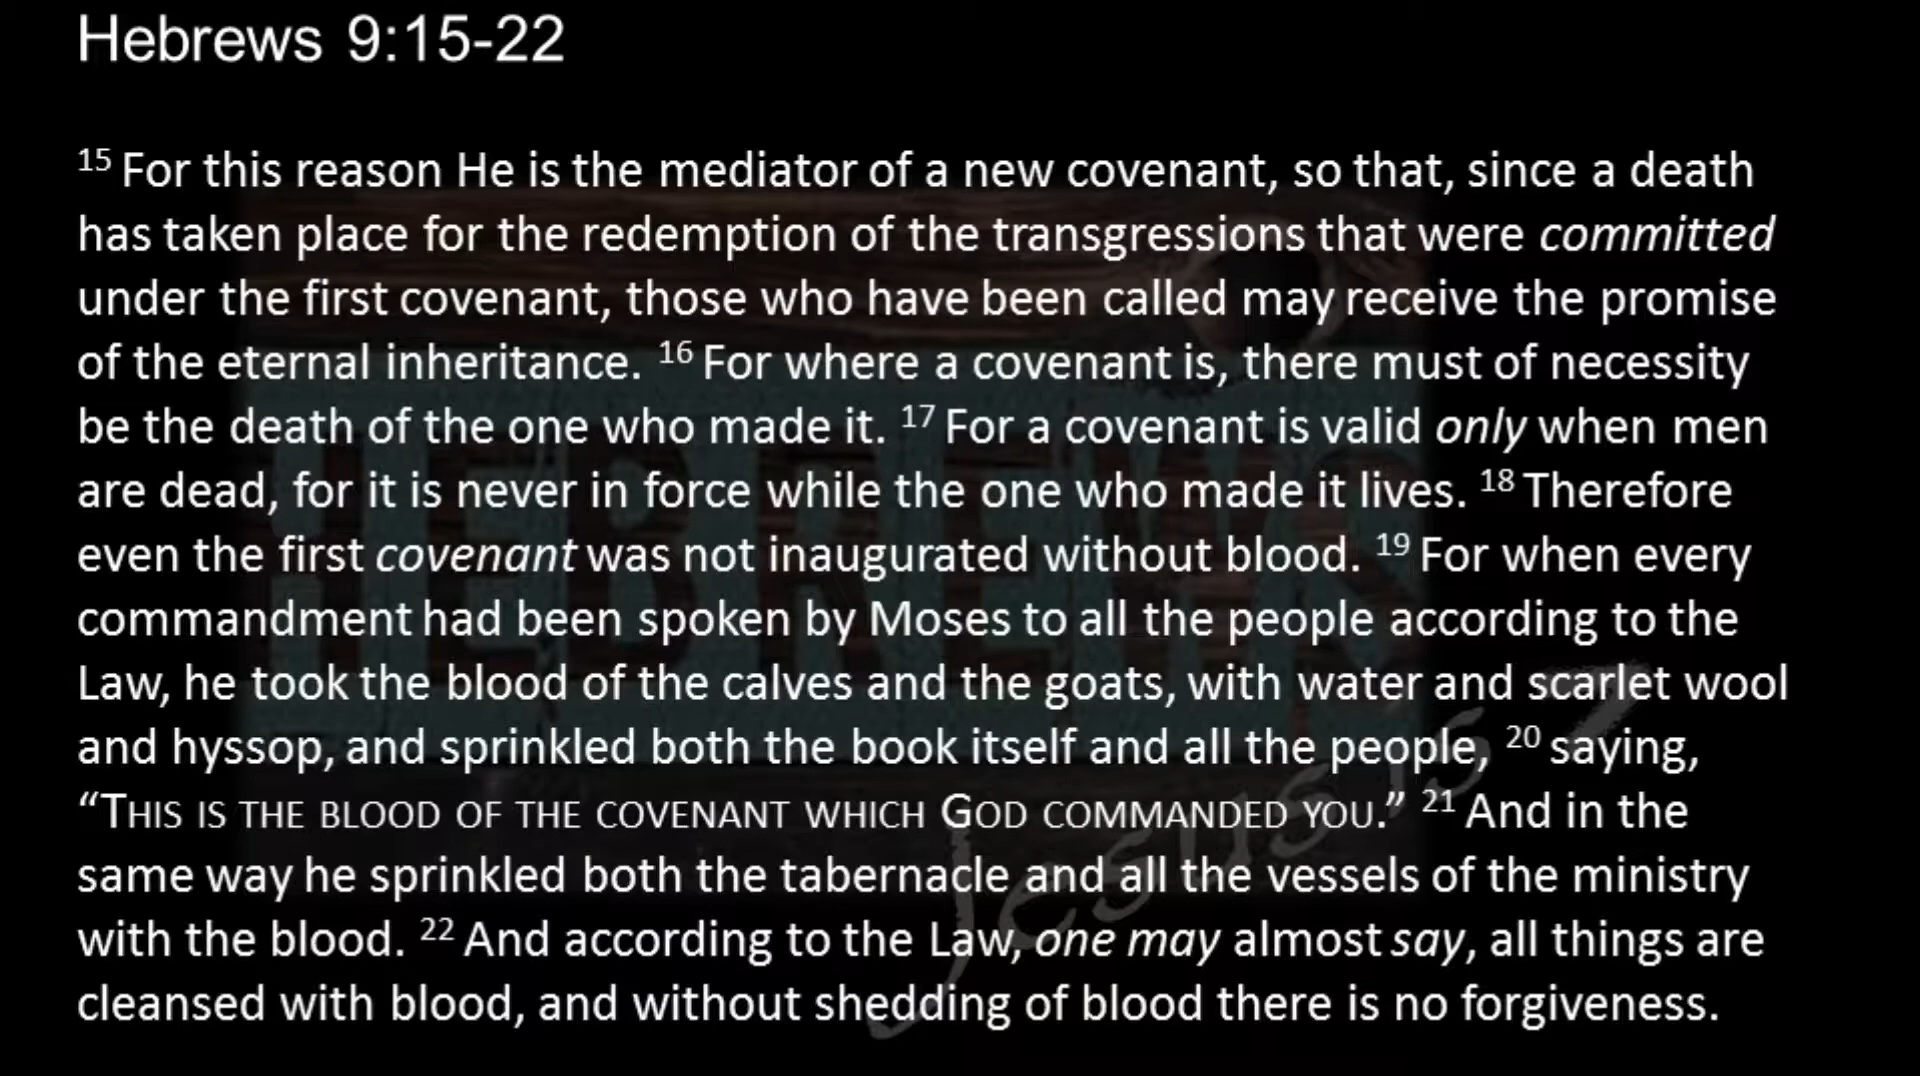 Hebrews 9:15-22
15 For this reason He is the mediator of a new covenant, so that, since a death
has taken place for the redemption of the transgressions that were committed
under the first covenant, those who have been called may receive the promise
of the eternal inheritance. 16 For where a covenant is, there must of necessity
be the death of the one who made it. 17 For a covenant is valid only when men
are dead, for it is never in force while the one who made it lives. 18 Therefore
even the first covenant was not inaugurated without blood. 19 For when every
commandment had been spoken by Moses to all the people according to the
Law, he took the blood of the calves and the goats, with water and scarlet wool
and hyssop, and sprinkled both the book itself and all the people, 20 saying,
“THIS IS THE BLOOD OF THE COVENANT WHICH GOD COMMANDED YOU.” 21 And in the
same way he sprinkled both the tabernacle and all the vessels of the ministry
with the blood. 22 And according to the Law, one may almost say, all things are
cleansed with blood, and without shedding of blood there is no forgiveness.
HEBREWS
Jesus is >